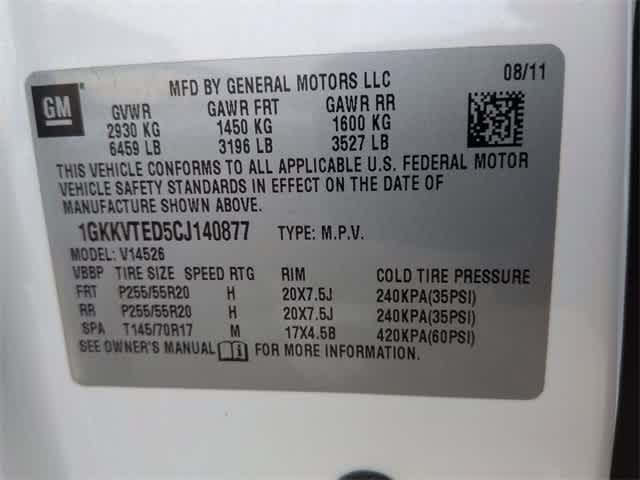 GM
MFD BY GENERAL MOTORS LLC 08/11
GVWR GAWR FRT GAWR RR
2930 KG 1450 KG 1600 KG
6459 LB 3196 LB 3527 LB
THIS VEHICLE CONFORMS TO ALL APPLICABLE U.S. FEDERAL MOTOR
VEHICLE SAFETY STANDARDS IN EFFECT ON THE DATE OF
MANUFACTURE SHOWN ABOVE.
1GKKVTED5CJ140877 TYPE: M.P.V.
MODEL: V14526
VBBP TIRE SIZE SPEED RTG RIM COLD TIRE PRESSURE
FRT P255/55R20 H 20X7.5J 240KPA(35PSI)
RR P255/55R20 H 20X7.5J 240KPA(35PSI)
SPA T145/70R17 M 17X4.5B 420KPA(60PSI)
SEE OWNER'S MANUAL FOR MORE INFORMATION.